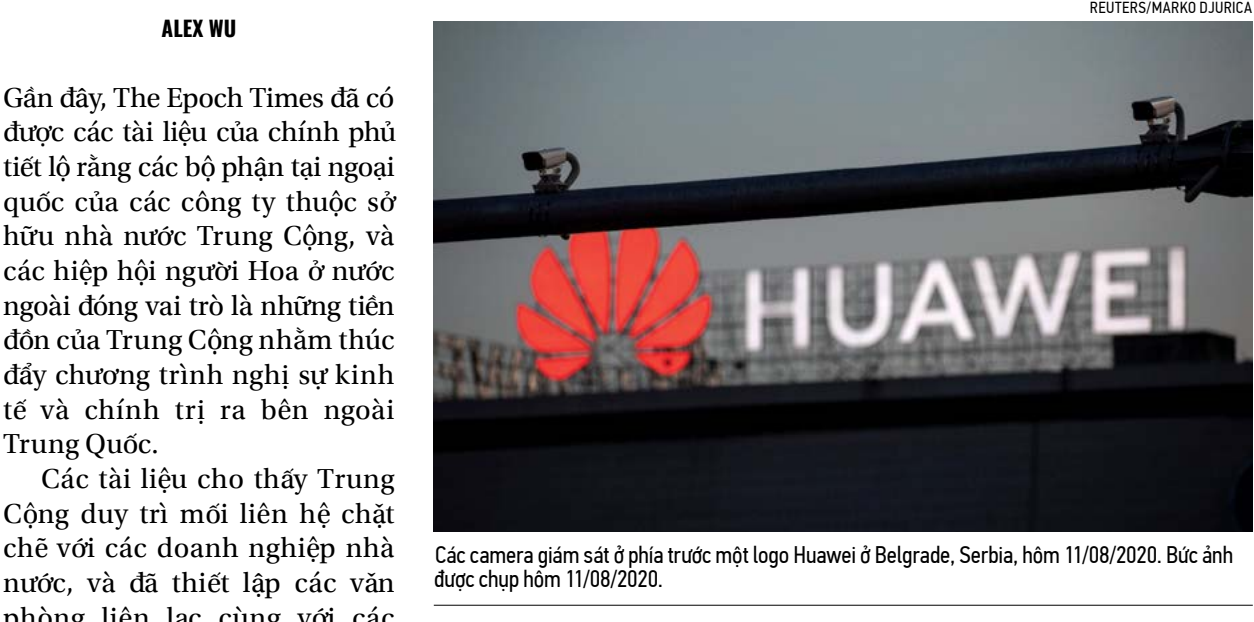 ALEX WU
Gần đây, The Epoch Times đã có
được các tài liệu của chính phủ
tiết lộ rằng các bộ phận tại ngoại
quốc của các công ty thuộc sở
hữu nhà nước Trung Cộng, và
các hiệp hội người Hoa ở nước
ngoài đóng vai trò là những tiền
đồn của Trung Cộng nhằm thúc
đẩy chương trình nghị sự kinh
tế và chính trị ra bên ngoài
Trung Quốc.
Các tài liệu cho thấy Trung
Cộng duy trì mối liên hệ chặt
chẽ với các doanh nghiệp nhà
nước, và đã thiết lập các văn
phòng liên lạc cùng với các
REUTERS/MARKO DJURICA
HUAWEI
Các camera giám sát ở phía trước một logo Huawei ở Belgrade, Serbia, hôm 11/08/2020. Bức ảnh
được chụp hôm 11/08/2020.